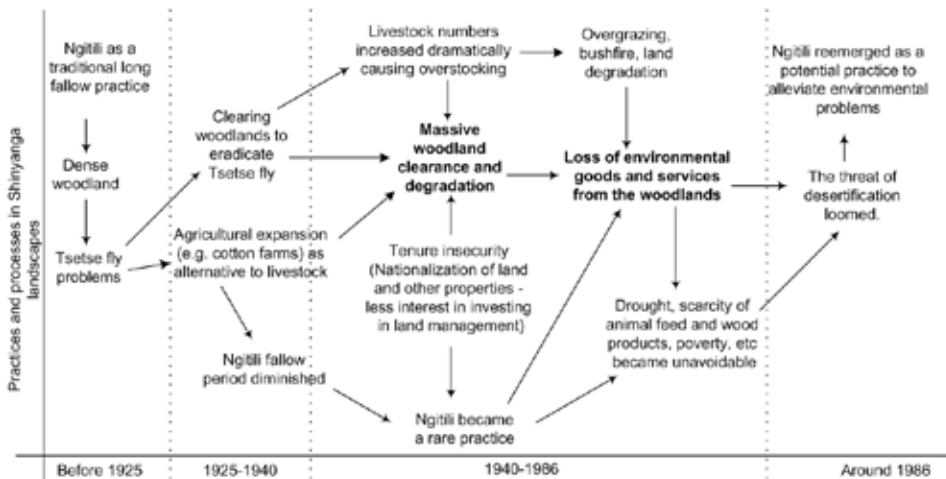 Practices and processes in Shinyanga
landscapes
Ngitili as a
traditional long
fallow practice
Dense
woodland
Tsetse fly
problems
Clearing
woodlands to
eradicate
Tsetse fly
Agricultural expansion
(e.g. cotton farms) as
alternative to livestock
Ngitili fallow
period diminished
Livestock numbers
increased dramatically
causing overstocking
Massive
woodland
clearance and
degradation
Tenure insecurity
(Nationalization of land
and other properties -
less interest in investing
in land management)
Ngitili became
a rare practice
Overgrazing,
bushfire, land
degradation
Loss of environmental
goods and services
from the woodlands
Drought, scarcity of
animal feed and wood
products, poverty, etc
became unavoidable
Ngitili reemerged as a
potential practice to
alleviate environmental
problems
The threat of
desertification
loomed.
Before 1925
1925-1940
1940-1986
Around 1986